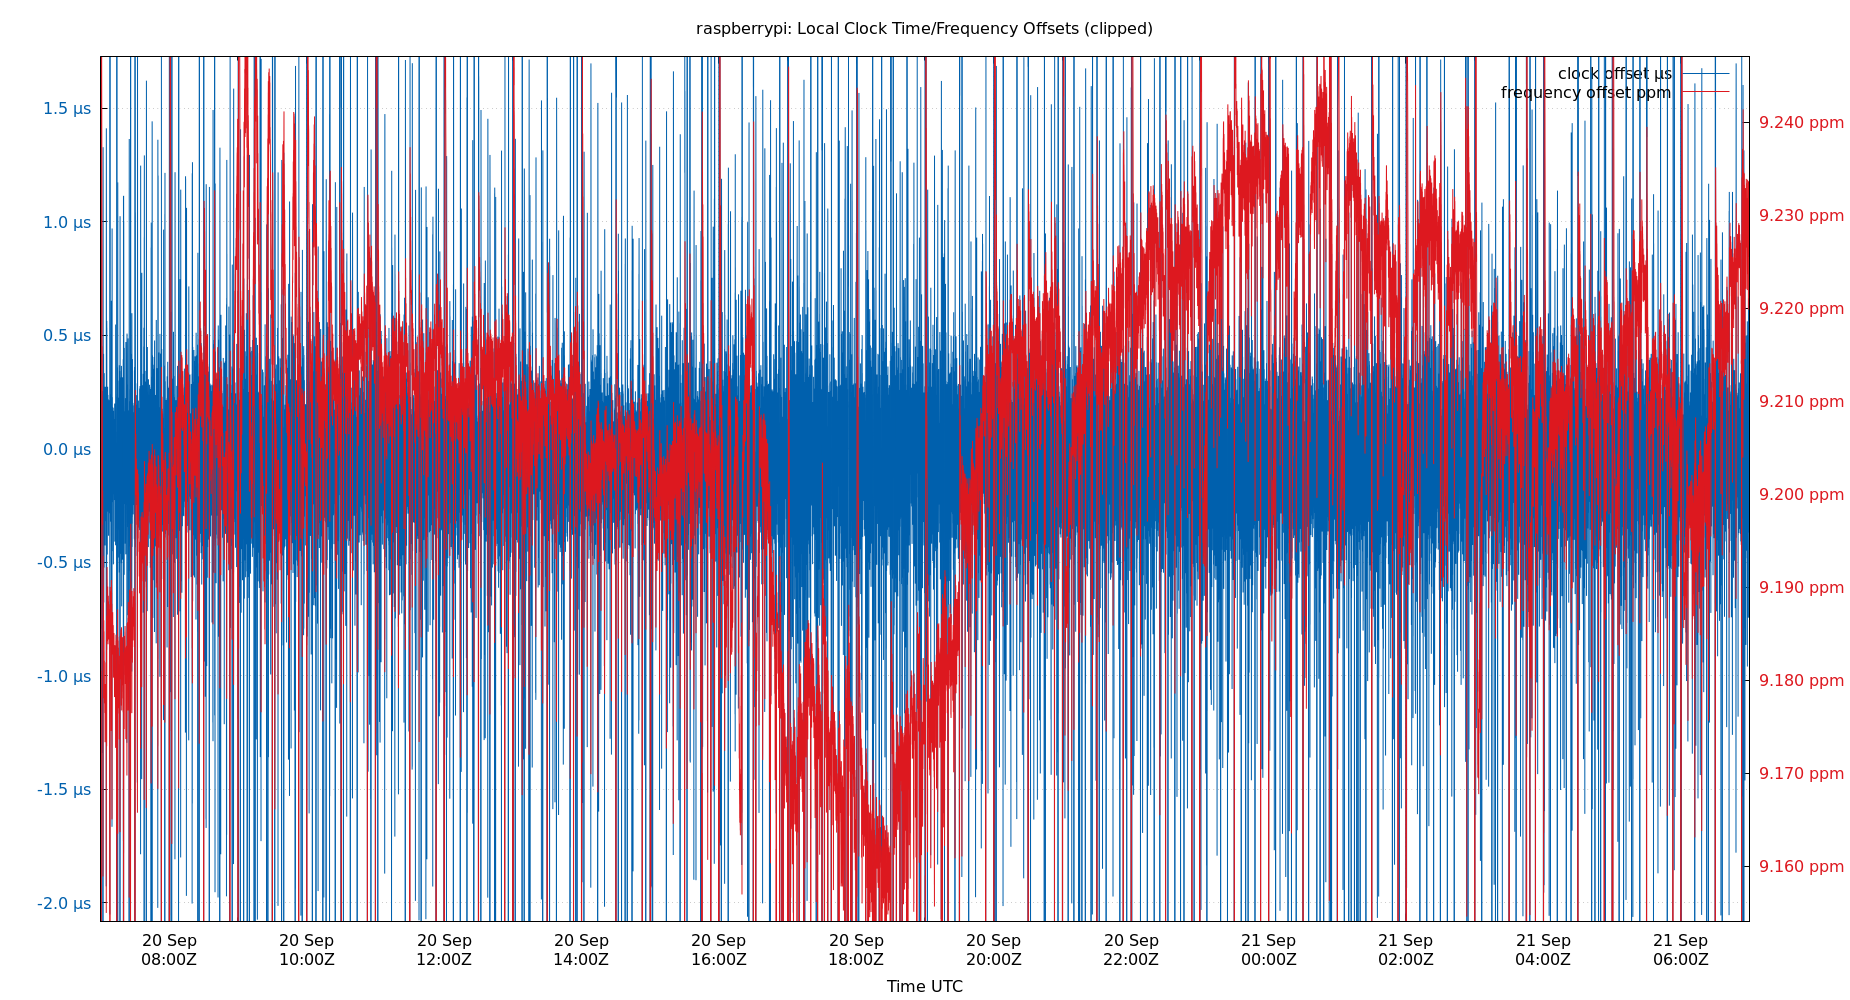 raspberrypi: Local Clock Time/Frequency Offsets (clipped)
clock offset µs
frequency offset ppm
1.5 µs
1.0 µs
0.5 µs
0.0 µs
-0.5 µs
-1.0 µs
-1.5 µs
-2.0 µs
9.240 ppm
9.230 ppm
9.220 ppm
9.210 ppm
9.200 ppm
9.190 ppm
9.180 ppm
9.170 ppm
9.160 ppm
20 Sep 20 Sep 20 Sep 20 Sep 20 Sep 20 Sep 20 Sep 20 Sep 21 Sep 21 Sep 21 Sep 21 Sep
08:00Z 10:00Z 12:00Z 14:00Z 16:00Z 18:00Z 20:00Z 22:00Z 00:00Z 02:00Z 04:00Z 06:00Z
Time UTC